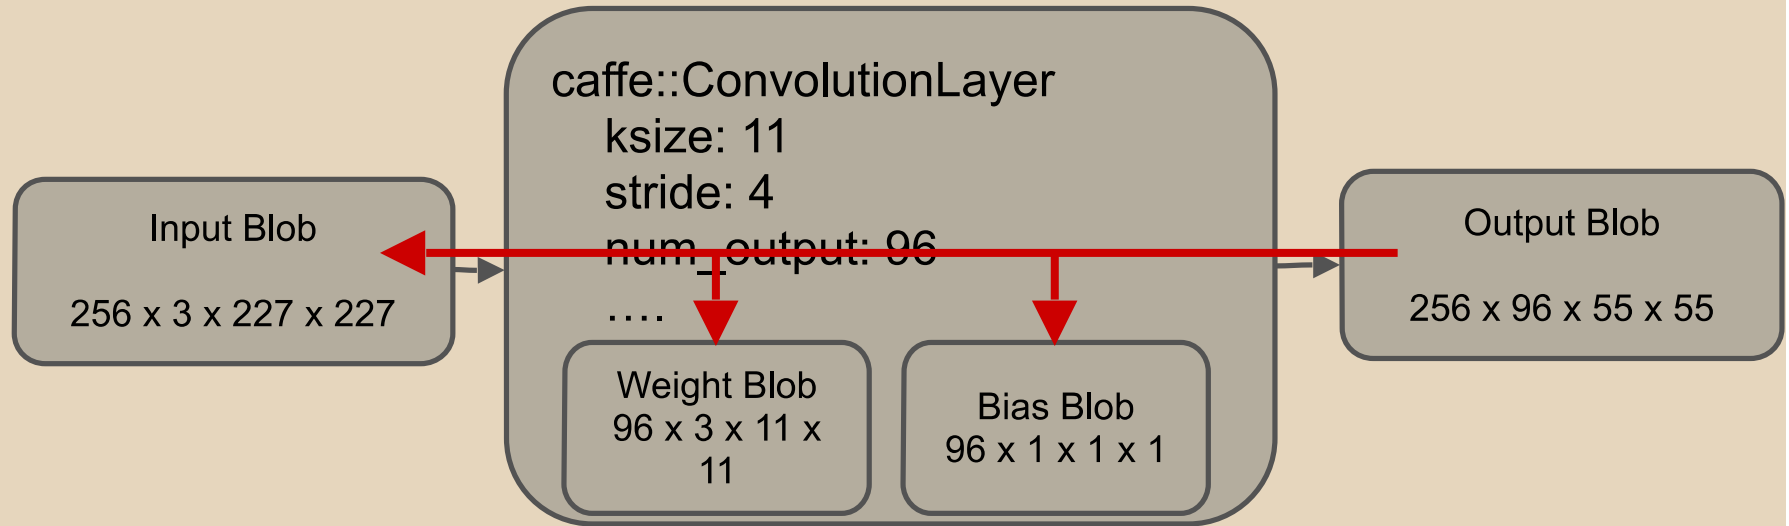 caffe::ConvolutionLayer
ksize: 11
stride: 4
num_output: 96
....
Input Blob
256 x 3 x 227 x 227
Output Blob
256 x 96 x 55 x 55
Weight Blob
96 x 3 x 11 x
11
Bias Blob
96 x 1 x 1 x 1